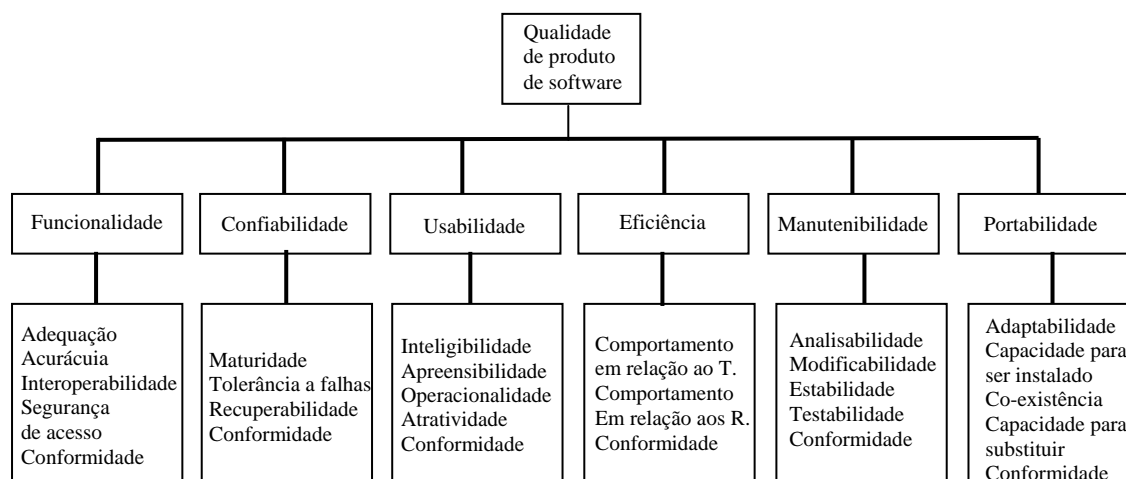 Qualidade
de produto
de software
Funcionalidade
Confiabilidade
Usabilidade
Eficiência
Manutenibilidade
Portabilidade
Adequação
Acurácuia
Interoperabilidade
Segurança
de acesso
Conformidade
Maturidade
Tolerância a falhas
Recuperabilidade
Conformidade
Inteligibilidade
Apreensibilidade
Operacionalidade
Atratividade
Conformidade
Comportamento
em relação ao T.
Comportamento
Em relação aos R.
Conformidade
Analisabilidade
Modificabilidade
Estabilidade
Testabilidade
Conformidade
Adaptabilidade
Capacidade para
ser instalado
Co-existência
Capacidade para
substituir
Conformidade